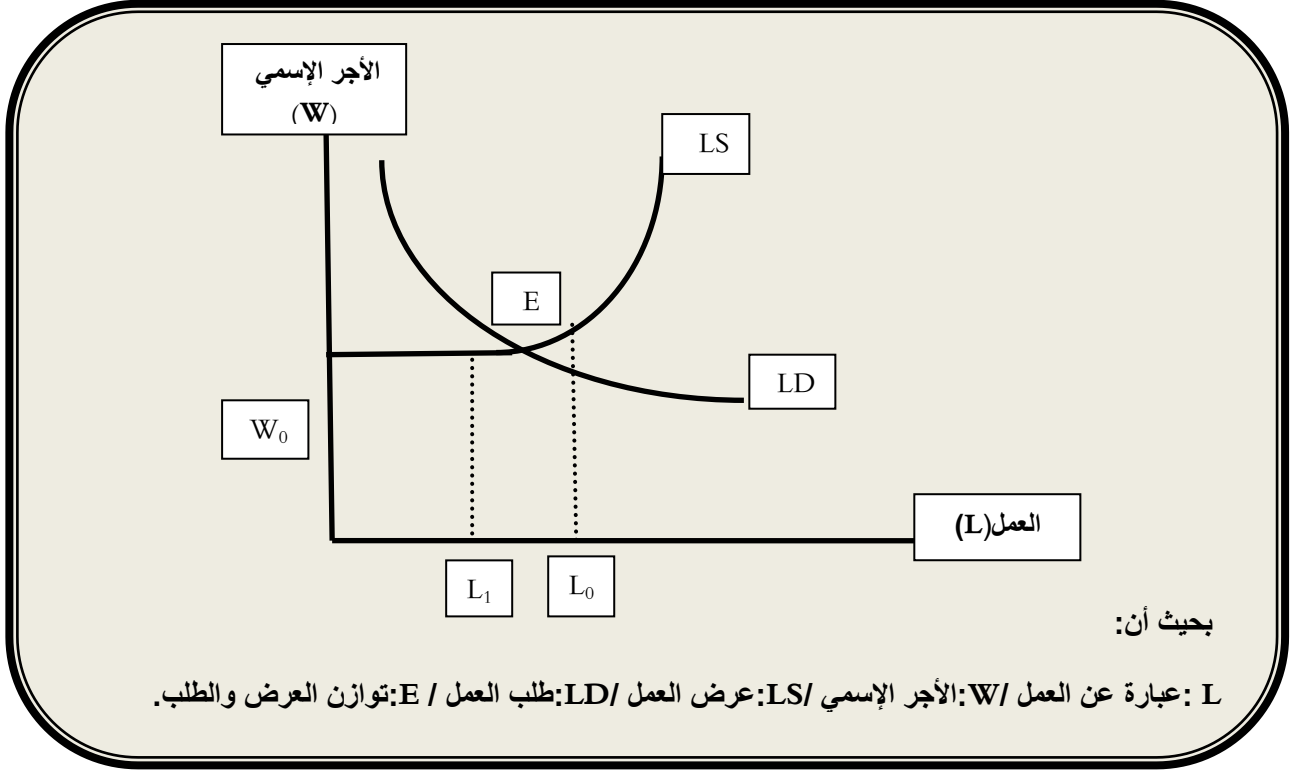 الأجر الإسمي
(W)
LS
E
LD
W₀
العمل(L)
L₁
L₀
بحيث أن:
L :عبارة عن العمل /W:الأجر الإسمي /LS:عرض العمل /LD:طلب العمل / E:توازن العرض والطلب.